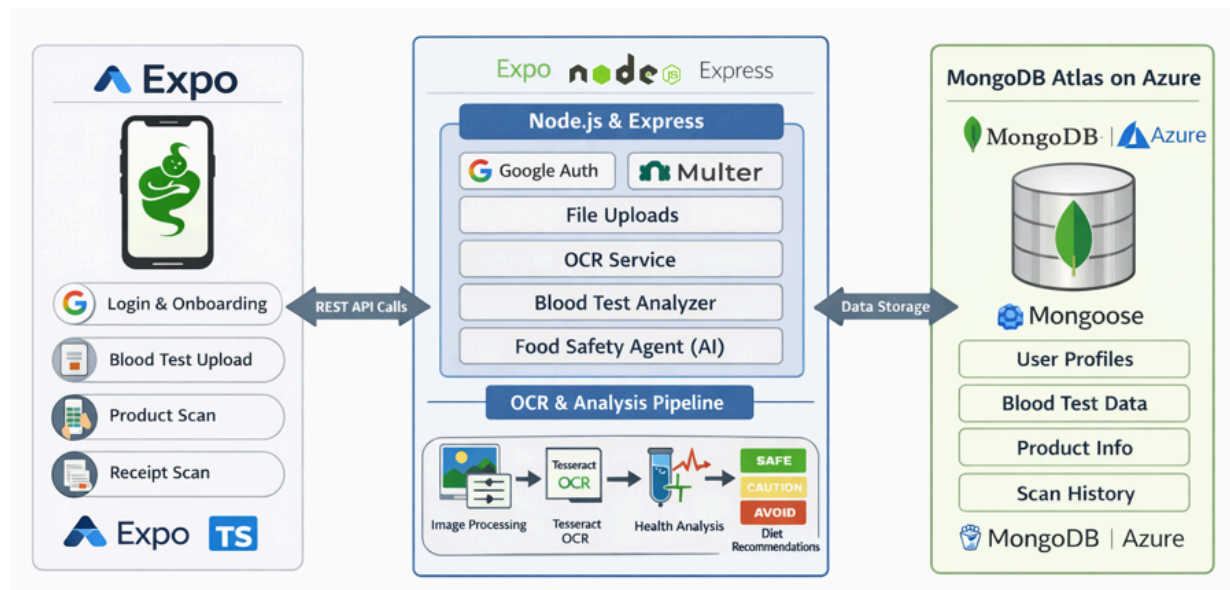 Expo
Login & Onboarding
Blood Test Upload
Product Scan
Receipt Scan
Expo
TS
REST API Calls
Expo node JS Express
Node.js & Express
Google Auth
Multer
File Uploads
OCR Service
Blood Test Analyzer
Food Safety Agent (AI)
OCR & Analysis Pipeline
Image Processing
Tesseract
OCR
Tesseract
OCR
Health Analysis
SAFE
CAUTION
AVOID
Diet
Recommendations
Data Storage
MongoDB Atlas on Azure
MongoDB | Azure
Mongoose
User Profiles
Blood Test Data
Product Info
Scan History
MongoDB | Azure